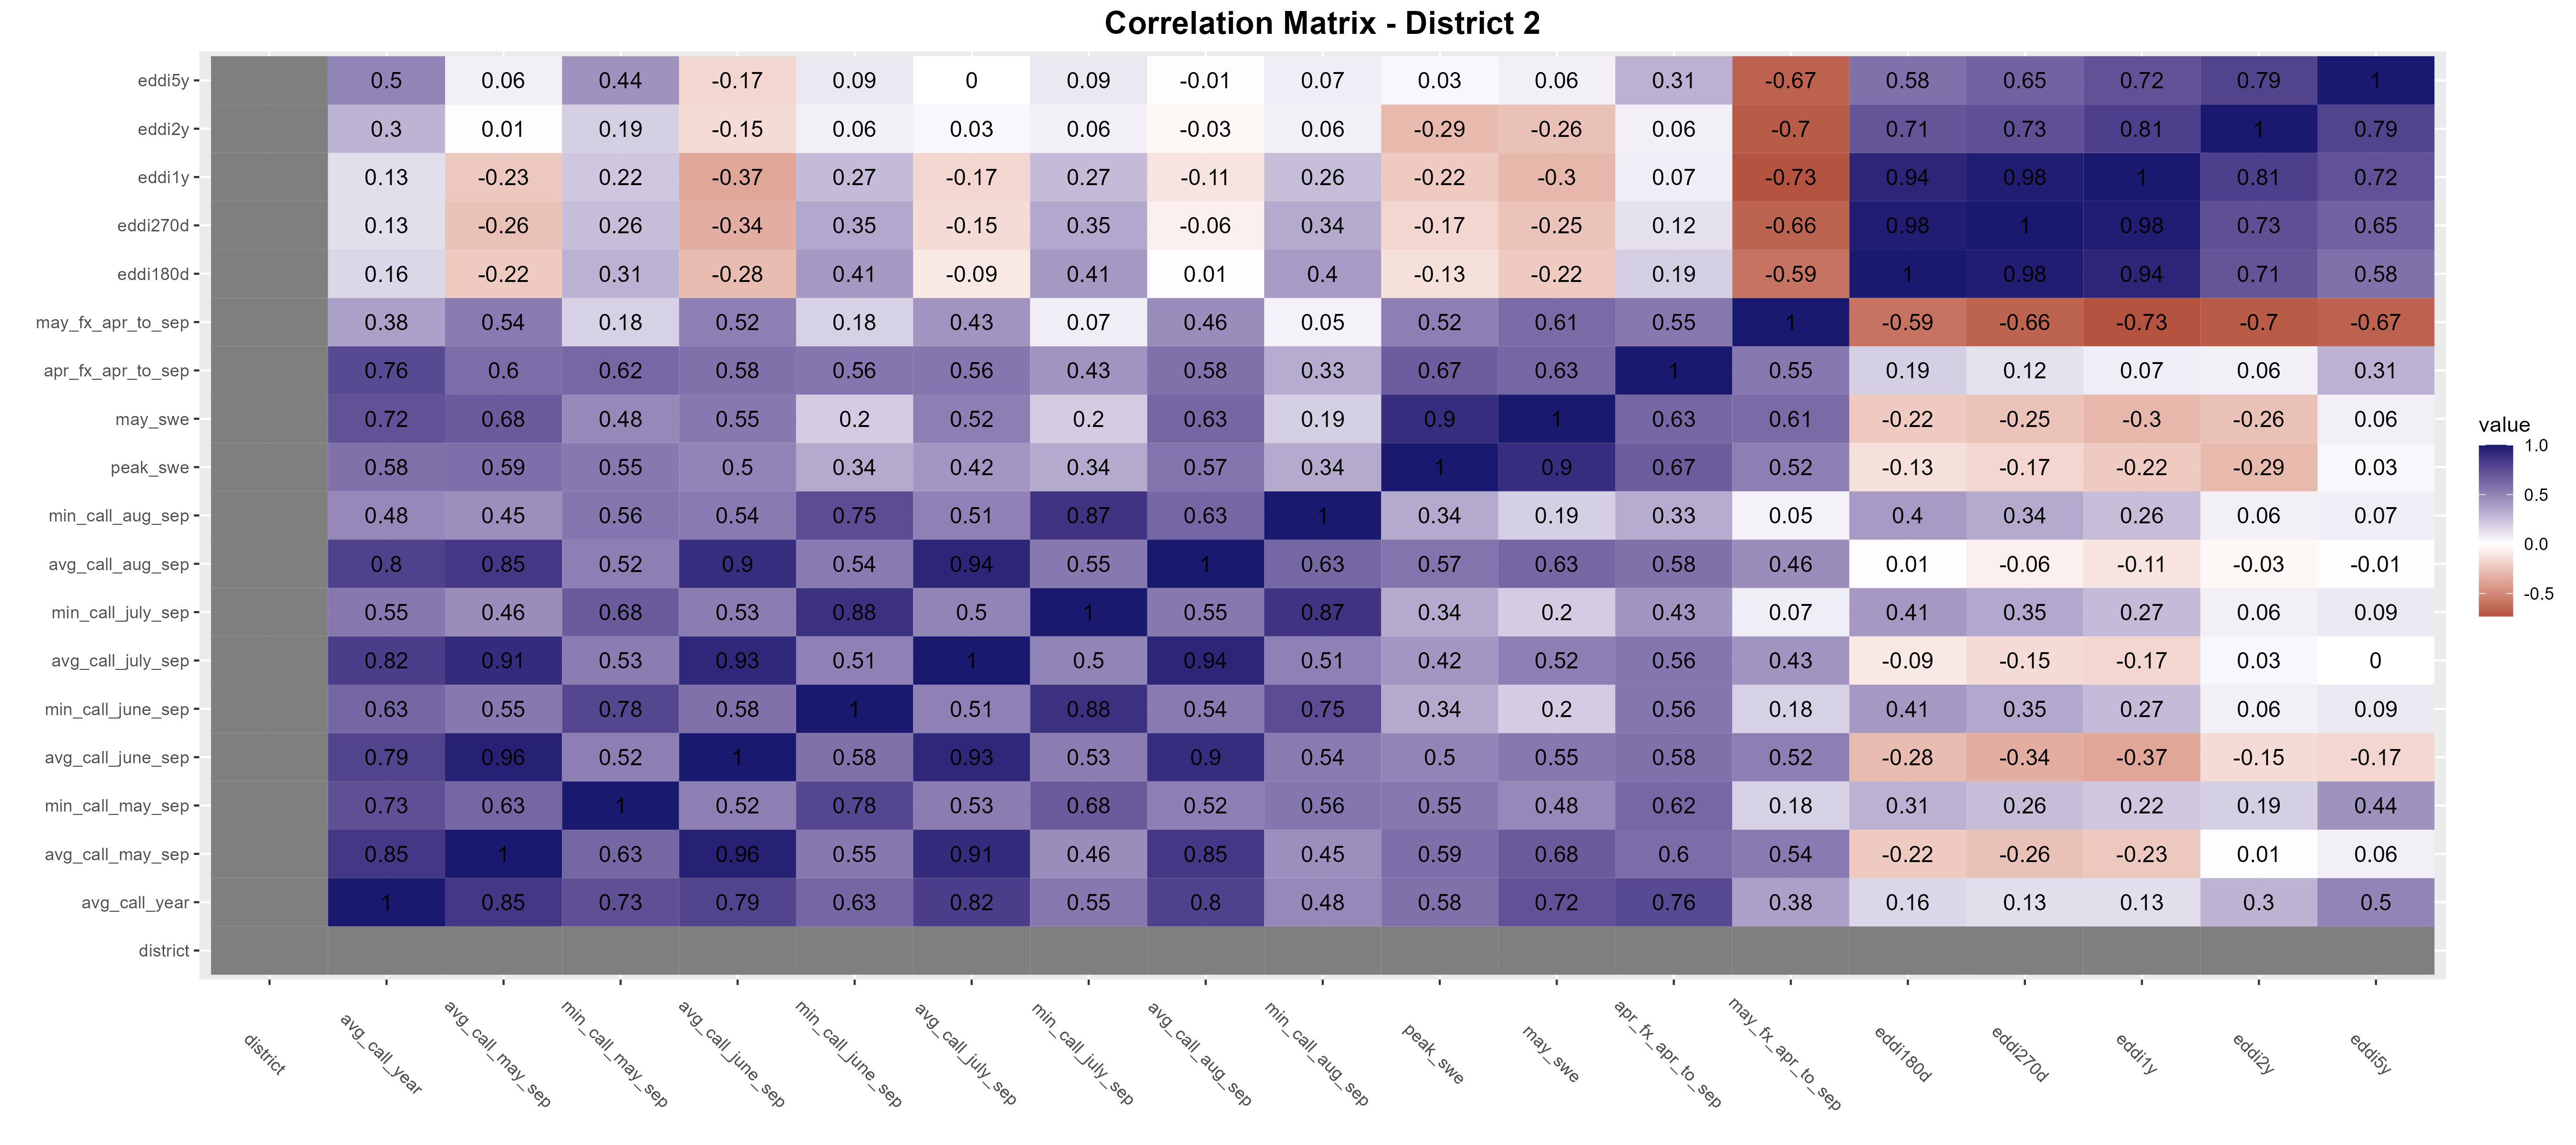 Correlation Matrix - District 2
eddi5y 0.5 0.06 0.44 -0.17 0.09 0 0.09 -0.01 0.07 0.03 0.06 0.31 -0.67 0.58 0.65 0.72 0.79 1
eddi2y 0.3 0.01 0.19 -0.15 0.06 0.03 0.06 -0.03 0.06 -0.29 -0.26 0.06 -0.7 0.71 0.73 0.81 1 0.79
eddi1y 0.13 -0.23 0.22 -0.37 0.27 -0.17 0.27 -0.11 0.26 -0.22 -0.3 0.07 -0.73 0.94 0.98 1 0.81 0.72
eddi270d 0.13 -0.26 0.26 -0.34 0.35 -0.15 0.35 -0.06 0.34 -0.17 -0.25 0.12 -0.66 0.98 1 0.98 0.73 0.65
eddi180d 0.16 -0.22 0.31 -0.28 0.41 -0.09 0.41 0.01 0.4 -0.13 -0.22 0.19 -0.59 1 0.98 0.94 0.71 0.58
may_fx_apr_to_sep 0.38 0.54 0.18 0.52 0.18 0.43 0.07 0.46 0.05 0.52 0.61 0.55 1 -0.59 -0.66 -0.73 -0.7 -0.67
apr_fx_apr_to_sep 0.76 0.6 0.62 0.58 0.56 0.56 0.43 0.58 0.33 0.67 0.63 1 0.55 0.19 0.12 0.07 0.06 0.31
may_swe 0.72 0.68 0.48 0.55 0.2 0.52 0.2 0.63 0.19 0.9 1 0.63 0.61 -0.22 -0.25 -0.3 -0.26 0.06
peak_swe 0.58 0.59 0.55 0.5 0.34 0.42 0.34 0.57 0.34 1 0.9 0.67 0.52 -0.13 -0.17 -0.22 -0.29 0.03
min_call_aug_sep 0.48 0.45 0.56 0.54 0.75 0.51 0.87 0.63 1 0.34 0.19 0.33 0.05 0.4 0.34 0.26 0.06 0.07
avg_call_aug_sep 0.8 0.85 0.52 0.9 0.54 0.94 0.55 1 0.63 0.57 0.63 0.58 0.46 0.01 -0.06 -0.11 -0.03 -0.01
min_call_july_sep 0.55 0.46 0.68 0.53 0.88 0.5 1 0.55 0.87 0.34 0.2 0.43 0.07 0.41 0.35 0.27 0.06 0.09
avg_call_july_sep 0.82 0.91 0.53 0.93 0.51 1 0.5 0.94 0.51 0.42 0.52 0.56 0.43 -0.09 -0.15 -0.17 0.03 0
min_call_june_sep 0.63 0.55 0.78 0.58 1 0.51 0.88 0.54 0.75 0.34 0.2 0.56 0.18 0.41 0.35 0.27 0.06 0.09
avg_call_june_sep 0.79 0.96 0.52 1 0.58 0.93 0.53 0.9 0.54 0.5 0.55 0.58 0.52 -0.28 -0.34 -0.37 -0.15 -0.17
min_call_may_sep 0.73 0.63 1 0.52 0.78 0.53 0.68 0.52 0.56 0.55 0.48 0.62 0.18 0.31 0.26 0.22 0.19 0.44
avg_call_may_sep 0.85 1 0.63 0.96 0.55 0.91 0.46 0.85 0.45 0.59 0.68 0.6 0.54 -0.22 -0.26 -0.23 0.01 0.06
avg_call_year 1 0.85 0.73 0.79 0.63 0.82 0.55 0.8 0.48 0.58 0.72 0.76 0.38 0.16 0.13 0.13 0.3 0.5
district
district avg_call_year avg_call_may_sep min_call_may_sep avg_call_june_sep min_call_june_sep avg_call_july_sep min_call_july_sep avg_call_aug_sep min_call_aug_sep peak_swe may_swe apr_fx_apr_to_sep may_fx_apr_to_sep eddi180d eddi270d eddi1y eddi2y eddi5y
value
1.0
0.5
0.0
-0.5